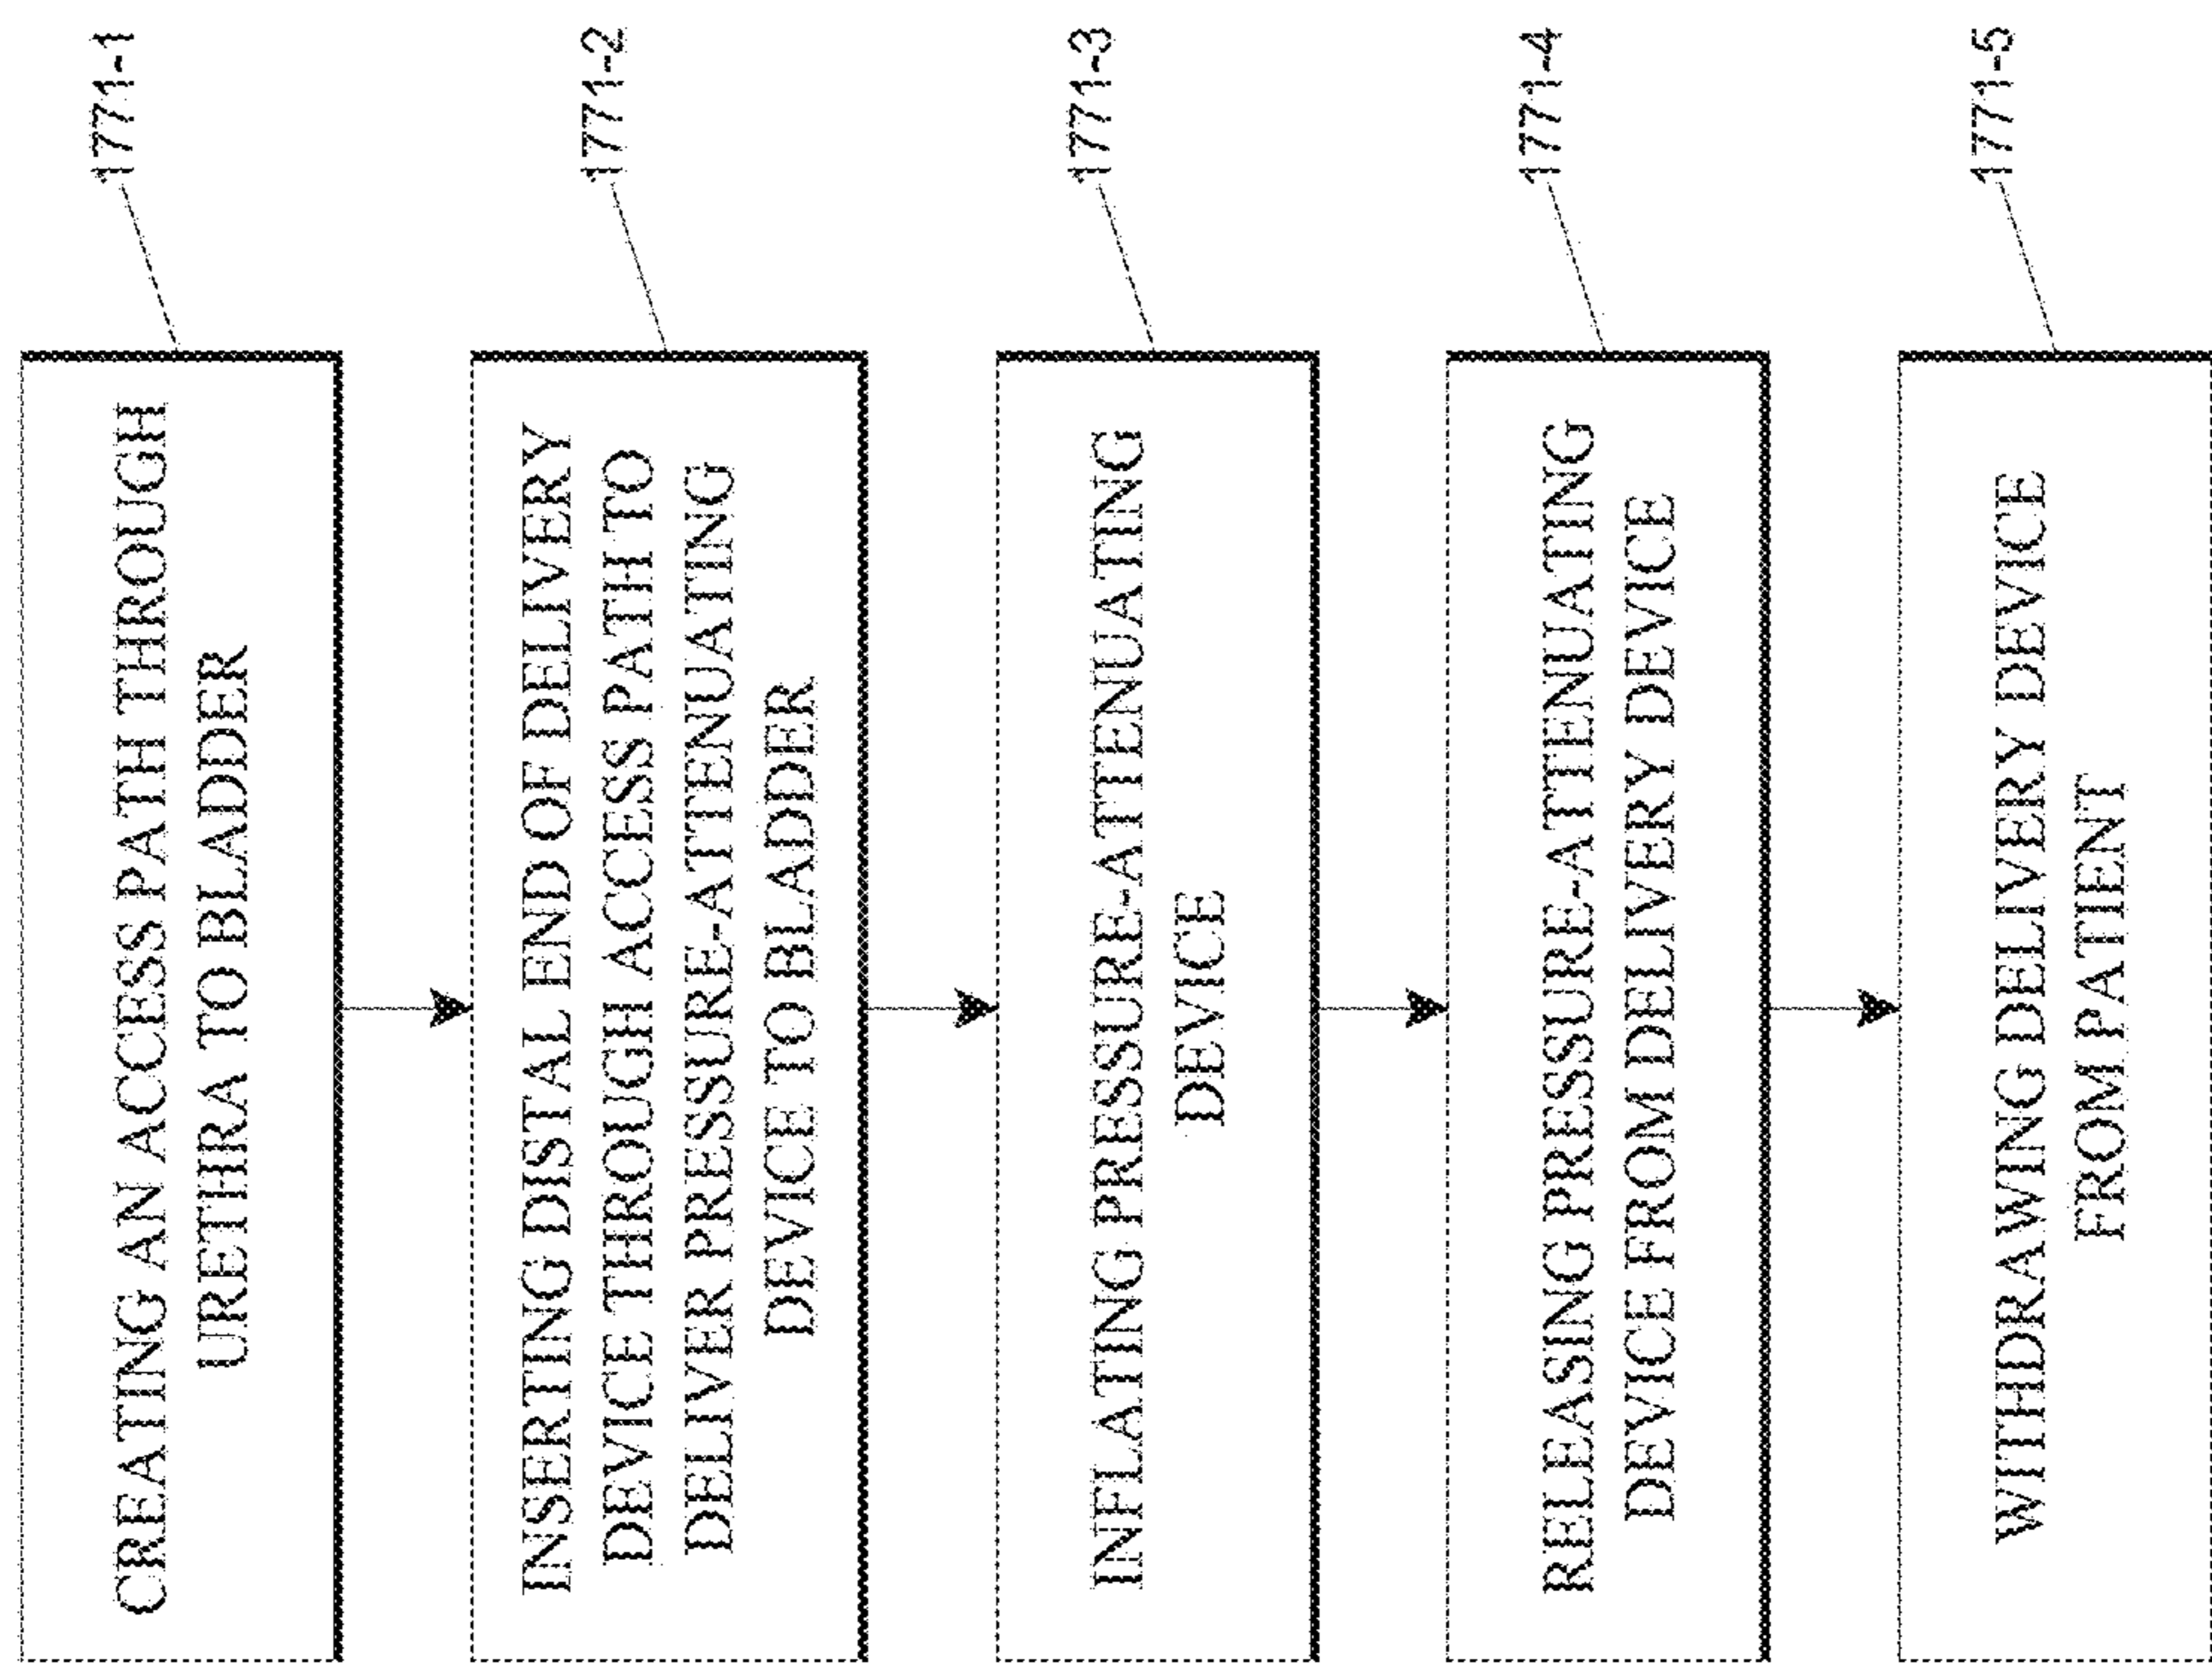 CREATING AN ACCESS PATH THROUGH
URETHRA TO BLADDER
1771-1
INSERTING DISTAL END OF DELIVERY
DEVICE THROUGH ACCESS PATH TO
DELIVER PRESSURE-ATTENUATING
DEVICE TO BLADDER
1771-2
INFLATING PRESSURE-ATTENUATING
DEVICE
1771-3
RELEASING PRESSURE-ATTENUATING
DEVICE FROM DELIVERY DEVICE
1771-4
WITHDRAWING DELIVERY DEVICE
FROM PATIENT
1771-5